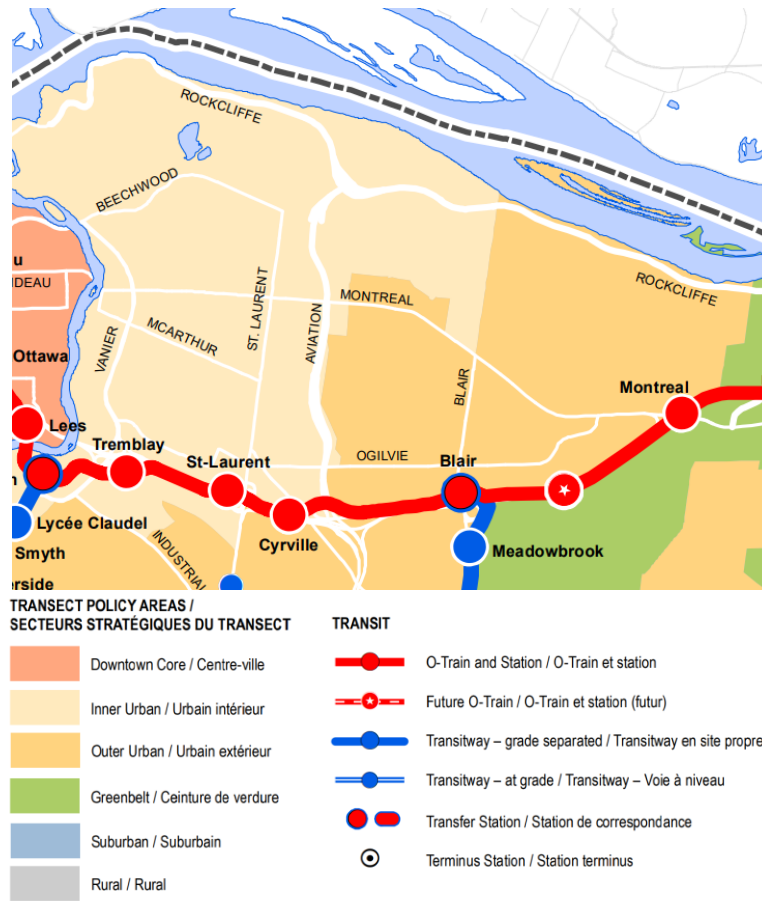 ROCKCLIFFE
BEECHWOOD
u
IDEAU
MONTREAL
ROCKCLIFFE
ST. LAURENT
AVIATION
MCARTHUR
VANIER
Ottawa
BLAIR
Montreal
Lees
Tremblay
St-Laurent
OGILVIE
Blair
n
Lycée Claudel
Cyrville
Meadowbrook
Smyth
INDUSTRIAL
erside
TRANSECT POLICY AREAS /
SECTEURS STRATÉGIQUES DU TRANSECT
Downtown Core / Centre-ville
Inner Urban / Urbain intérieur
Outer Urban / Urbain extérieur
Greenbelt / Ceinture de verdure
Suburban / Suburbain
Rural / Rural
TRANSIT
O-Train and Station / O-Train et station
Future O-Train / O-Train et station (futur)
Transitway – grade separated / Transitway en site propre
Transitway – at grade / Transitway – Voie à niveau
Transfer Station / Station de correspondance
Terminus Station / Station terminus